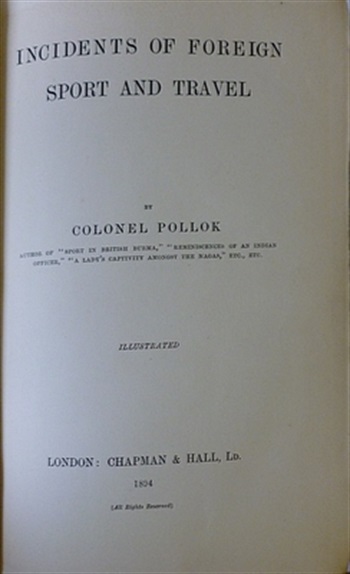 INCIDENTS OF FOREIGN
SPORT AND TRAVEL
BY
COLONEL POLLOK
AUTHOR OF "SPORT IN BRITISH BURMA," "REMINISCENCES OF AN INDIAN
OFFICER," "A LADY'S CAPTIVITY AMONGST THE NAGAS," ETC., ETC.
ILLUSTRATED
LONDON: CHAPMAN & HALL, LD.
1894
(All Rights Reserved)